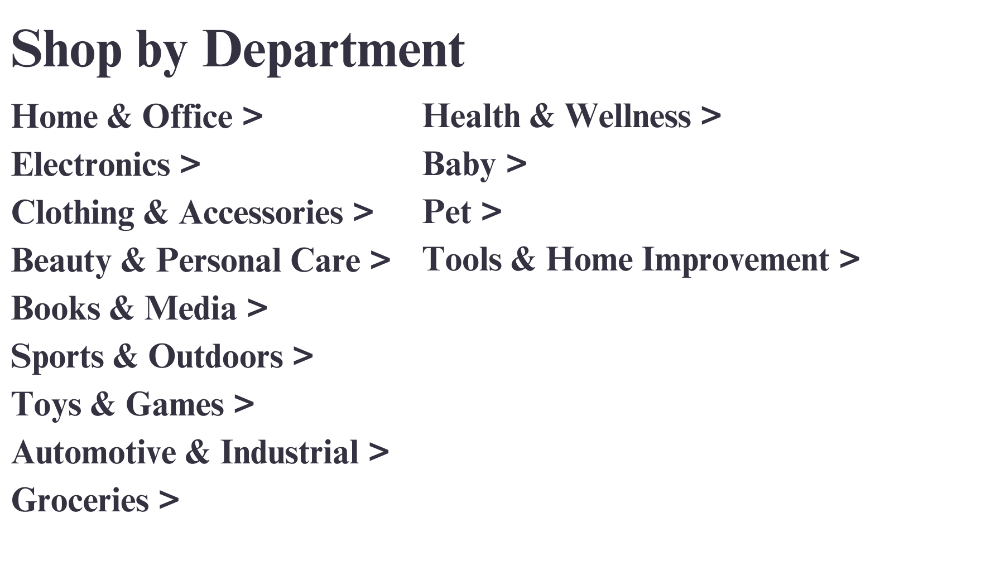 Shop by Department
Home & Office >
Electronics >
Clothing & Accessories >
Beauty & Personal Care >
Books & Media >
Sports & Outdoors >
Toys & Games >
Automotive & Industrial >
Groceries >
Health & Wellness >
Baby >
Pet >
Tools & Home Improvement >